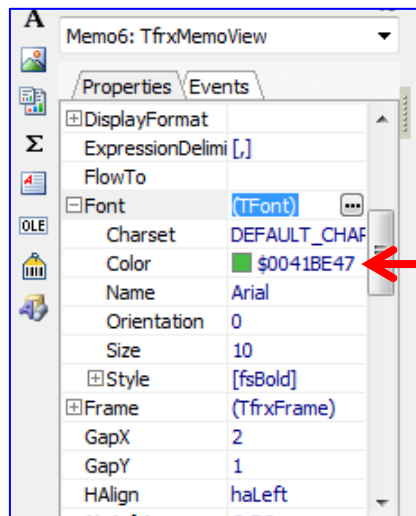 A
Memo6: TfrxMemoView
Properties Events
DisplayFormat
ExpressionDelimi [,]
FlowTo
Font (TFont) ...
Charset DEFAULT_CHAR
Color $0041BE47
Name Arial
Orientation 0
Size 10
Style [fsBold]
Frame (TfrxFrame)
GapX 2
GapY 1
HAlign haLeft
Σ
A
OLE